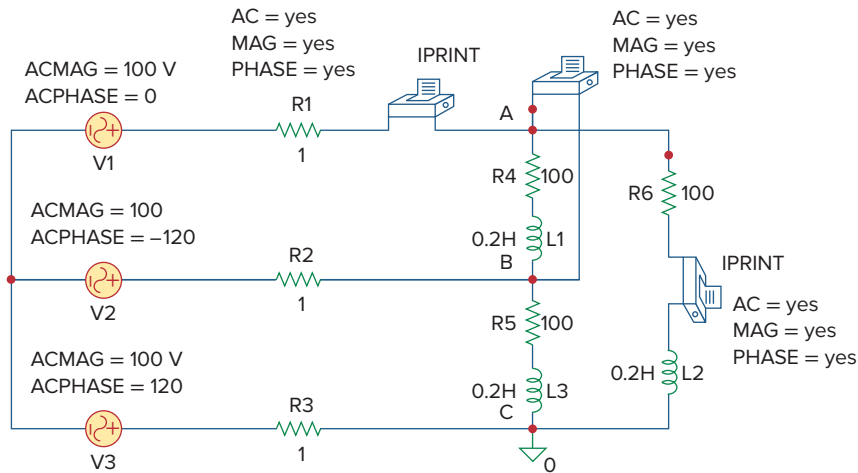 AC = yes
MAG = yes
PHASE = yes
IPRINT
AC = yes
MAG = yes
PHASE = yes
ACMAG = 100 V
ACPHASE = 0
V1
R1
1
A
R4
100
0.2H
L1
B
R6
100
ACMAG = 100
ACPHASE = –120
V2
R2
1
IPRINT
AC = yes
MAG = yes
PHASE = yes
R5
100
0.2H
L3
C
0.2H
L2
ACMAG = 100 V
ACPHASE = 120
V3
R3
1
0